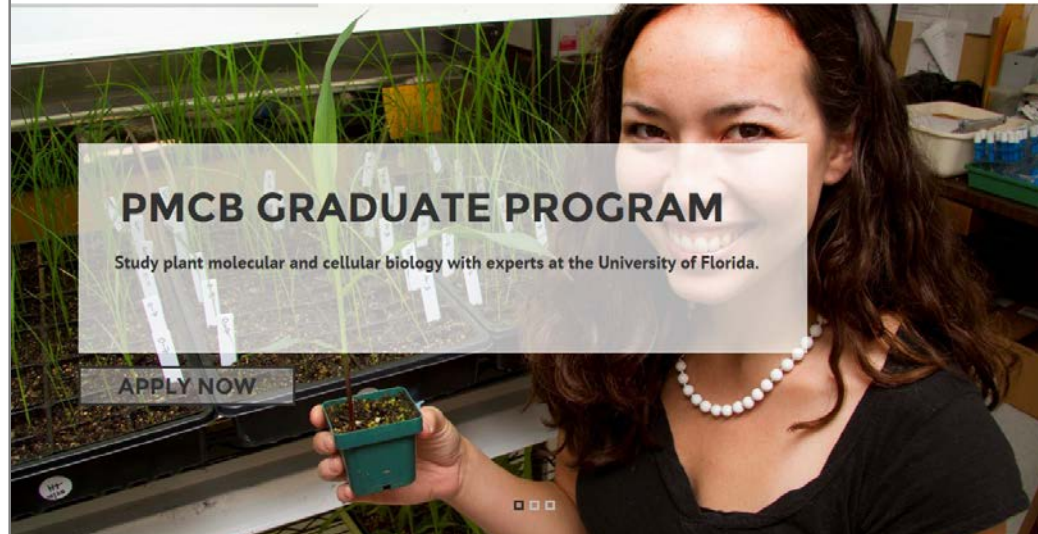 PMCB GRADUATE PROGRAM
Study plant molecular and cellular biology with experts at the University of Florida.
APPLY NOW